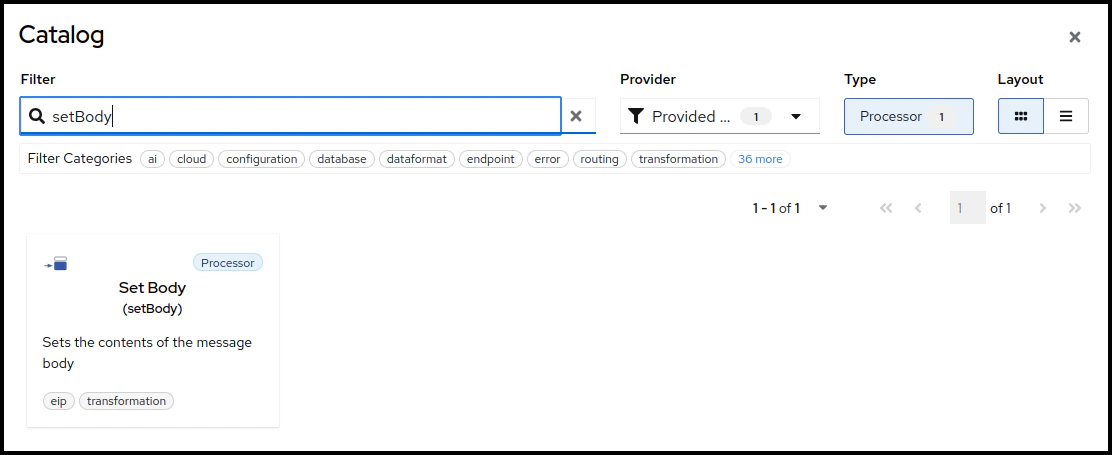 Catalog
Filter
Provider
Type
Layout
setBody
Provided ... 1
Processor 1
Filter Categories ai cloud configuration database dataformat endpoint error routing transformation 36 more
1 - 1 of 1
1 of 1
Processor
Set Body
(setBody)
Sets the contents of the message
body
eip transformation